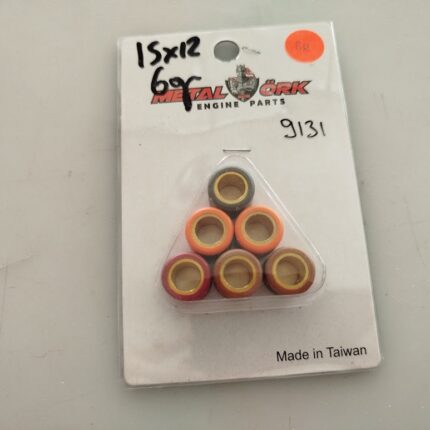 15x12
6gr
METAL ÖRK
ENGINE PARTS
9131
Made in Taiwan